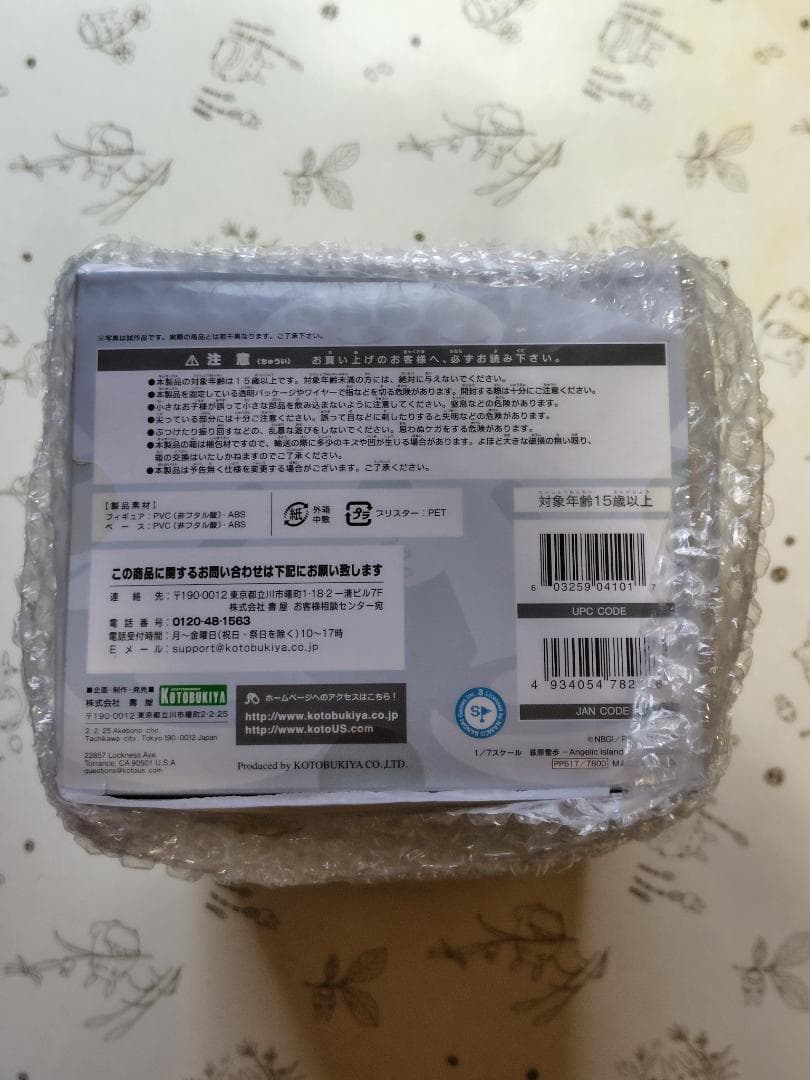 ※写真は試作品です。実際の商品とは若干異なります。ご了承下さい。
⚠ 注意(ちゅうい) お買い上げのお客様へ、必ずお読み下さい。
●本製品の対象年齢は15歳以上です。対象年齢未満の方には、絶対に与えないでください。
●本製品を固定している透明パッケージやワイヤーで指などを切る危険があります。開封する際は十分にご注意ください。
●小さなお子様が誤って小さな部品を飲み込まないように注意してください。窒息などの危険があります。
●尖っている部分には十分ご注意ください。誤って目などに刺したりすると失明などの危険があります。
●ぶつけたり振り回すなどの、乱暴な遊びをしないでください。思わぬケガをする危険があります。
●本製品の箱は梱包材ですので、輸送の際に多少のキズや凹が生じる場合があります。よほど大きな破損の無い限り、
箱の交換はいたしかねますのでご了承ください。
●本製品は予告無く仕様を変更する場合がございます。ご了承ください。
【製品素材】
フィギュア:PVC(非フタル酸)・ABS
ベース:PVC(非フタル酸)・ABS
紙 外箱
中敷
プラ ブリスター:PET
対象年齢15歳以上
この商品に関するお問い合わせは下記にお願い致します
連絡先:〒190-0012 東京都立川市曙町1-18-2 一清ビル7F
株式会社 壽屋 お客様相談センター宛
電話番号:0120-48-1563
電話受付時間:月~金曜日(祝日・祭日を除く)10~17時
Eメール:support@kotobukiya.co.jp
6 03259 04101 7
UPC CODE
4 934054 782
JAN CODE
■企画・制作・発売■
株式会社 壽屋
KOTOBUKIYA
〒190-0012 東京都立川市曙町2-2-25
2-2-25 Akebono-cho,
Tachikawa-city, Tokyo 190-0012 Japan
22857 Lockness Ave.
Torrance, CA 90501 U.S.A
questions@kotous.com
ホームページへのアクセスはこちら!
http://www.kotobukiya.co.jp
http://www.kotoUS.com
Produced by KOTOBUKIYA CO.,LTD.
Licensed by NAMCO BANDAI Games Inc.
©NBGI/P
1/7スケール 萩原雪歩 -Angelic Island
PP517/7800 MA